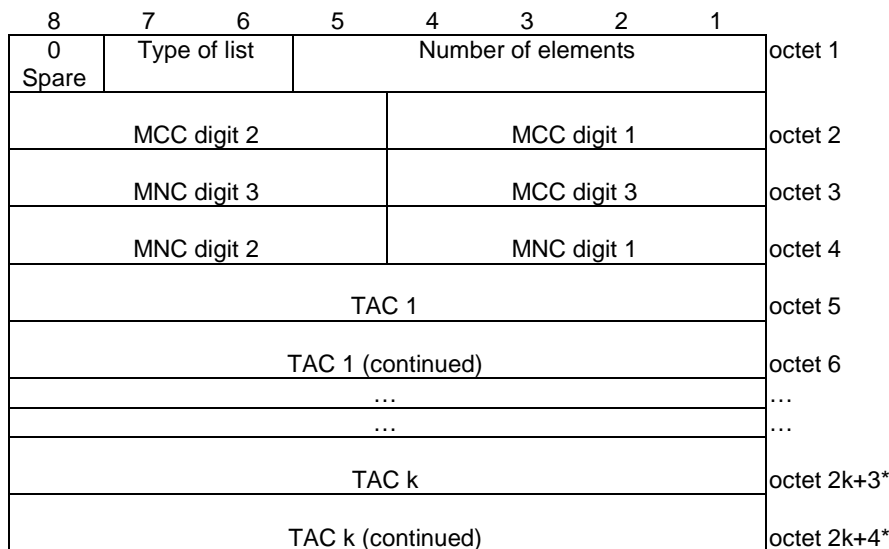 8 7 6 5 4 3 2 1
0 Type of list Number of elements octet 1
Spare
MCC digit 2 MCC digit 1 octet 2
MNC digit 3 MCC digit 3 octet 3
MNC digit 2 MNC digit 1 octet 4
TAC 1 octet 5
TAC 1 (continued) octet 6
… …
… …
TAC k octet 2k+3*
TAC k (continued) octet 2k+4*